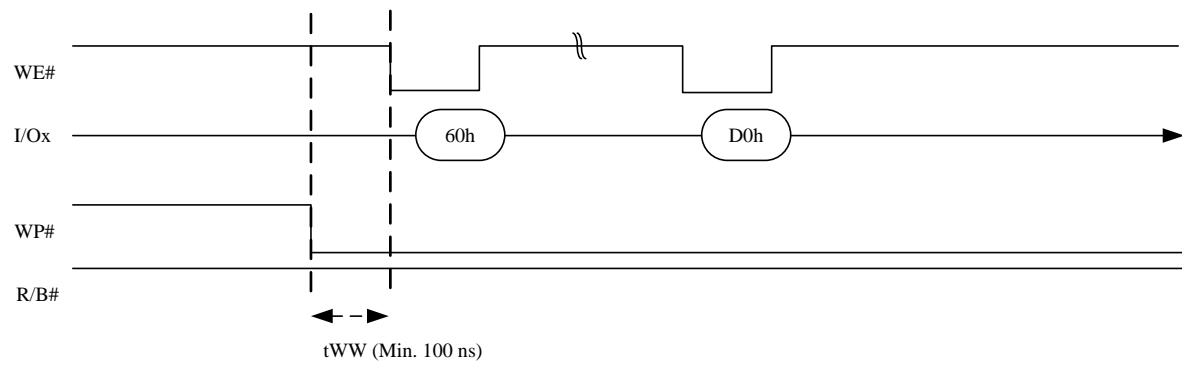 WE#
I/Ox
60h
D0h
WP#
R/B#
tWW (Min. 100 ns)